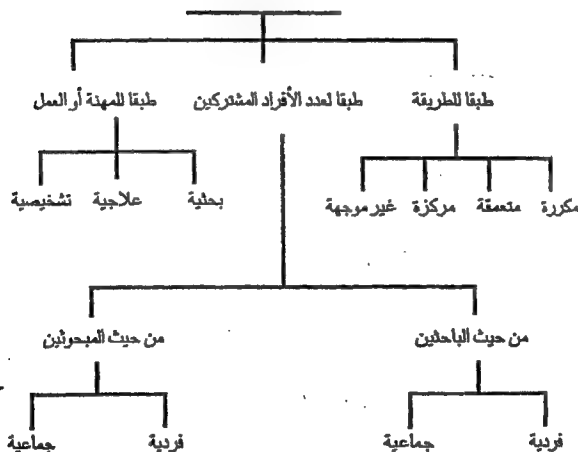 طبقا للطريقة
طبقا لعدد الأفراد المشتركين
طبقا للمهنة أو العمل
مكررة
متعمقة
مركزة
غير موجهة
بحثية
علاجية
تشخيصية
من حيث الباحثين
من حيث المبحوثين
فردية
جماعية
فردية
جماعية